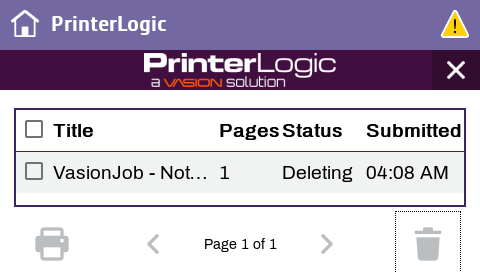 PrinterLogic
PrinterLogic
a VASION solution
Title Pages Status Submitted
VasionJob - Not... 1 Deleting 04:08 AM
Page 1 of 1